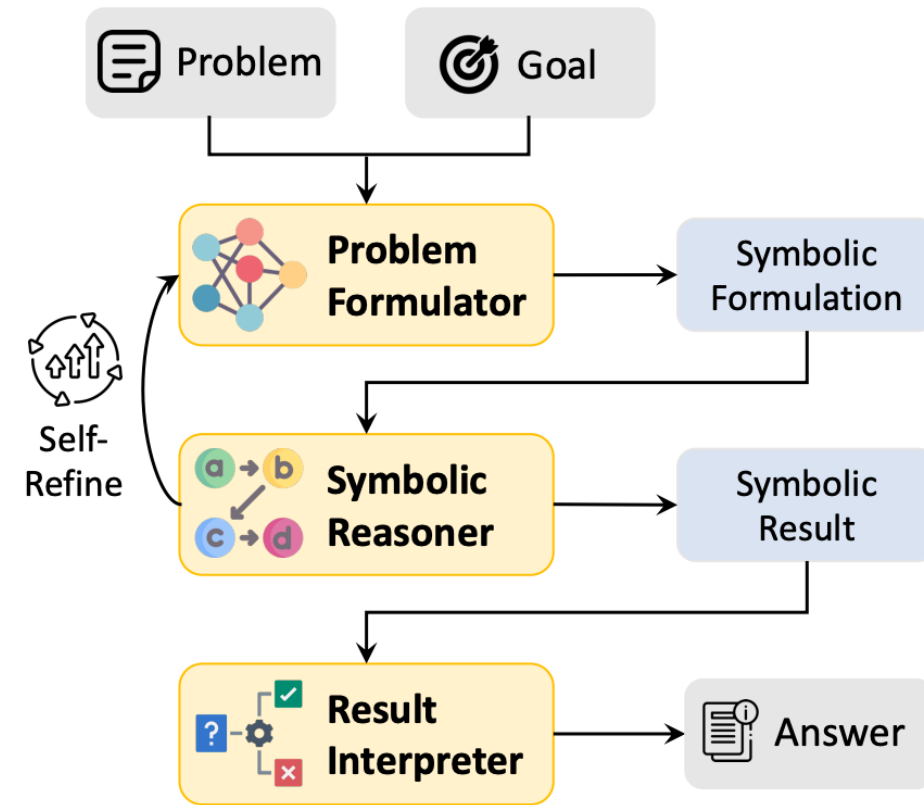 Problem
Goal
Problem
Formulator
Symbolic
Formulation
Self-
Refine
a
b
c
d
Symbolic
Reasoner
Symbolic
Result
?
Result
Interpreter
i
Answer